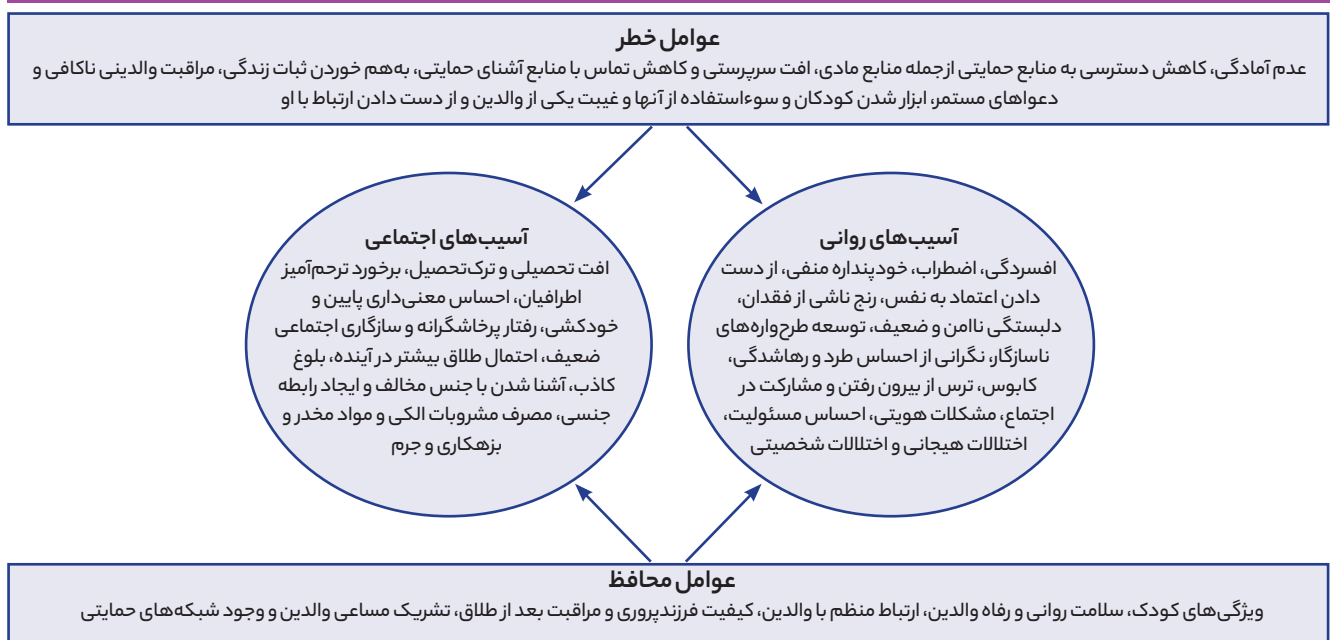 عوامل خطر
عدم آمادگی، کاهش دسترسی به منابع حمایتی ازجمله منابع مادی، افت سرپرستی و کاهش تماس با منابع آشنای حمایتی، به‌هم خوردن ثبات زندگی، مراقبت والدینی ناکافی و
دعواهای مستمر، ابزار شدن کودکان و سوءاستفاده از آنها و غیبت یکی از والدین و از دست دادن ارتباط با او
آسیب‌های روانی
افسردگی، اضطراب، خودپنداره منفی، از دست
دادن اعتماد به نفس، رنج ناشی از فقدان،
دلبستگی ناامن و ضعیف، توسعه طرح‌واره‌های
ناسازگار، نگرانی از احساس طرد و رهاشدگی،
کابوس، ترس از بیرون رفتن و مشارکت در
اجتماع، مشکلات هویتی، احساس مسئولیت،
اختلالات هیجانی و اختلالات شخصیتی
آسیب‌های اجتماعی
افت تحصیلی و ترک‌تحصیل، برخورد ترحم‌آمیز
اطرافیان، احساس معنی‌داری پایین و
خودکشی، رفتار پرخاشگرانه و سازگاری اجتماعی
ضعیف، احتمال طلاق بیشتر در آینده، بلوغ
کاذب، آشنا شدن با جنس مخالف و ایجاد رابطه
جنسی، مصرف مشروبات الکی و مواد مخدر و
بزهکاری و جرم
عوامل محافظ
ویژگی‌های کودک، سلامت روانی و رفاه والدین، ارتباط منظم با والدین، کیفیت فرزندپروری و مراقبت بعد از طلاق، تشریک مساعی والدین و وجود شبکه‌های حمایتی